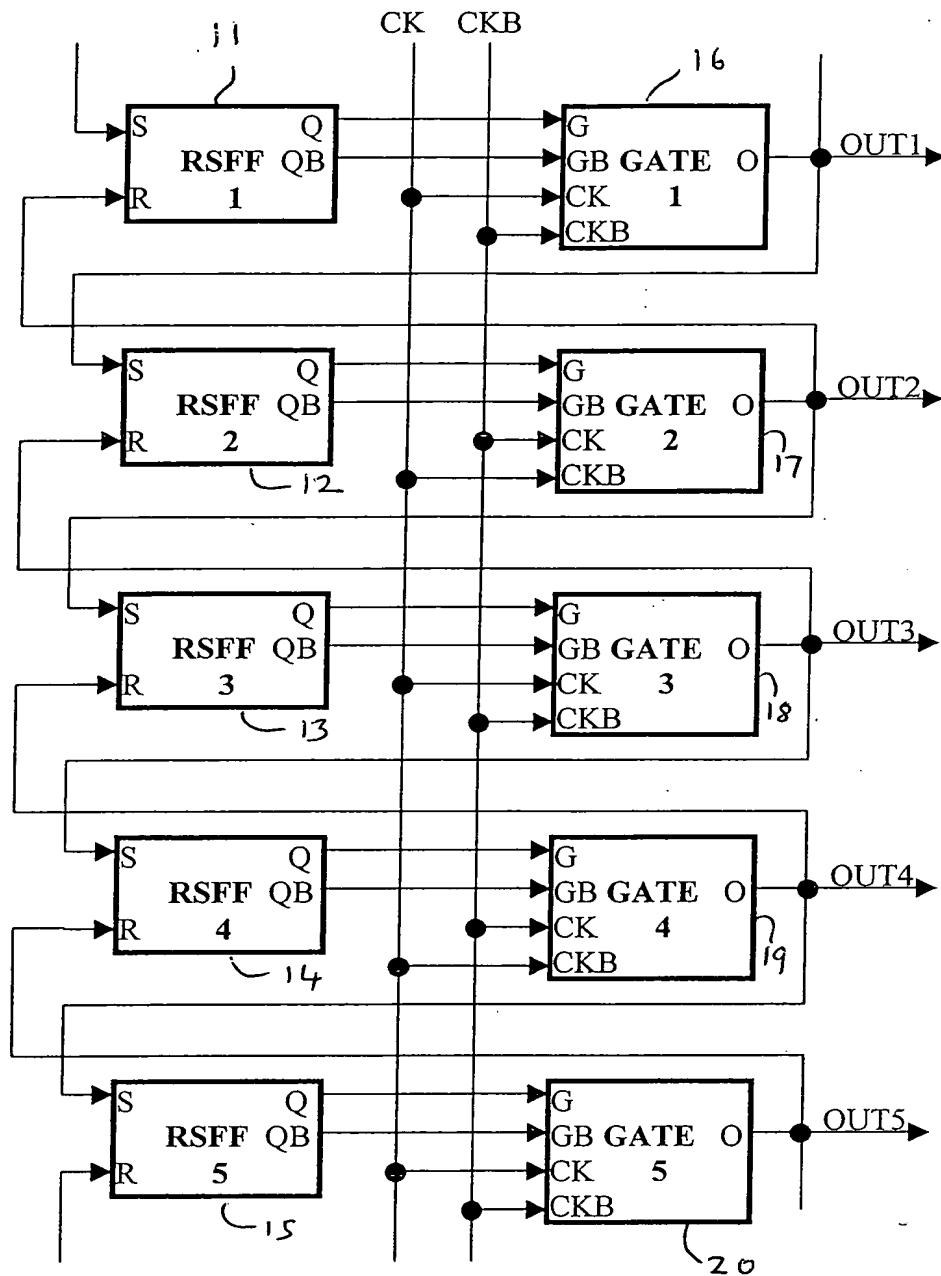 CK CKB
11 16
S Q G
RSFF QB GB GATE O OUT1
R 1 CK 1
CKB
S Q G
RSFF QB GB GATE O OUT2
R 2 CK 2
12 CKB 17
S Q G
RSFF QB GB GATE O OUT3
R 3 CK 3
13 CKB 18
S Q G
RSFF QB GB GATE O OUT4
R 4 CK 4
14 CKB 19
S Q G
RSFF QB GB GATE O OUT5
R 5 CK 5
15 CKB
20